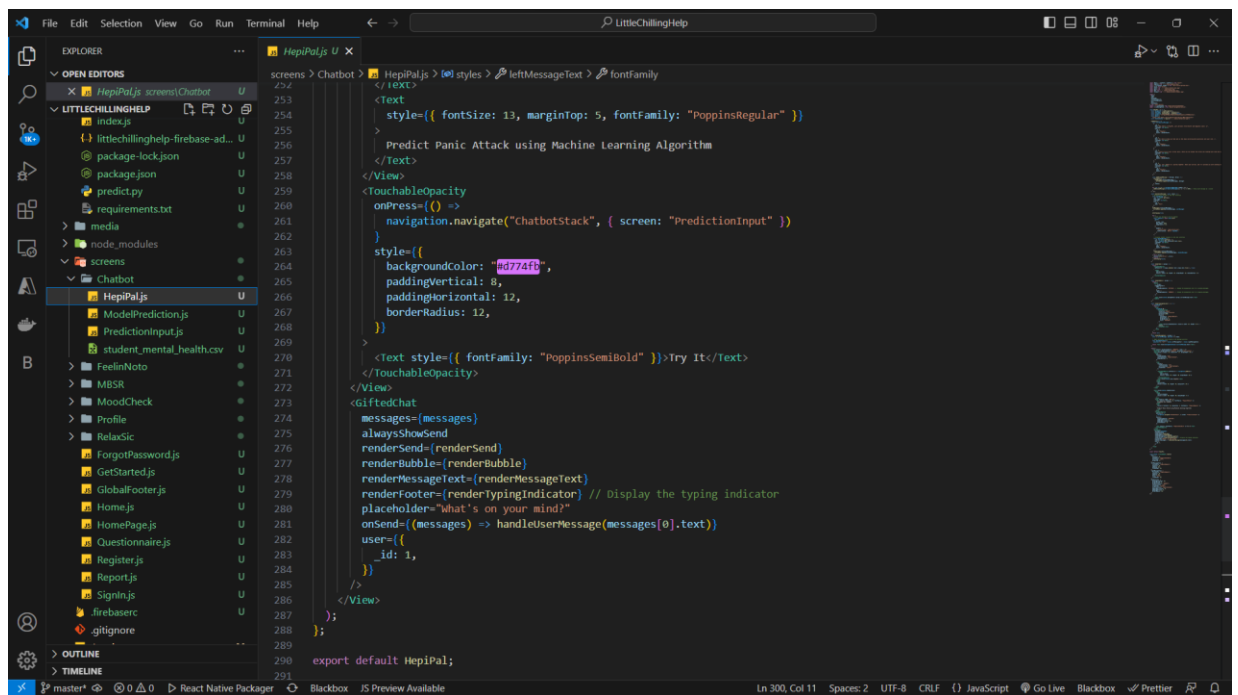 File Edit Selection View Go Run Terminal Help
LittleChillingHelp
EXPLORER
OPEN EDITORS
HepiPal.js screens\Chatbot U
LITTLECHILLINGHELP
index.js U
littlechillinghelp-firebase-ad... U
package-lock.json U
package.json U
predict.py U
requirements.txt U
media
node_modules
screens
Chatbot
HepiPal.js U
ModelPrediction.js U
PredictionInput.js U
student_mental_health.csv U
FeelinNoto
MBSR
MoodCheck
Profile
RelaxSic
ForgotPassword.js U
GetStarted.js U
GlobalFooter.js U
Home.js U
HomePage.js U
Questionnaire.js U
Register.js U
Report.js U
SignIn.js U
.firebaserc U
.gitignore
OUTLINE
TIMELINE
1K+
B
HepiPal.js U
screens > Chatbot > HepiPal.js > styles > leftMessageText > fontFamily
252 </Text>
253 <Text
254 style={{ fontSize: 13, marginTop: 5, fontFamily: "PoppinsRegular" }}
255 >
256 Predict Panic Attack using Machine Learning Algorithm
257 </Text>
258 </View>
259 <TouchableOpacity
260 onPress={() =>
261 navigation.navigate("ChatbotStack", { screen: "PredictionInput" })
262 }
263 style={{
264 backgroundColor: "#d774fb",
265 paddingVertical: 8,
266 paddingHorizontal: 12,
267 borderRadius: 12,
268 }}
269 >
270 <Text style={{ fontFamily: "PoppinsSemiBold" }}>Try It</Text>
271 </TouchableOpacity>
272 </View>
273 <GiftedChat
274 messages={messages}
275 alwaysShowSend
276 renderSend={renderSend}
277 renderBubble={renderBubble}
278 renderMessageText={renderMessageText}
279 renderFooter={renderTypingIndicator} // Display the typing indicator
280 placeholder="What's on your mind?"
281 onSend={(messages) => handleUserMessage(messages[0].text)}
282 user={{
283 _id: 1,
284 }}
285 />
286 </View>
287 );
288 };
289
290 export default HepiPal;
291
master* 0 0 React Native Packager Blackbox JS Preview Available Ln 300, Col 11 Spaces: 2 UTF-8 CRLF {} JavaScript Go Live Blackbox Prettier